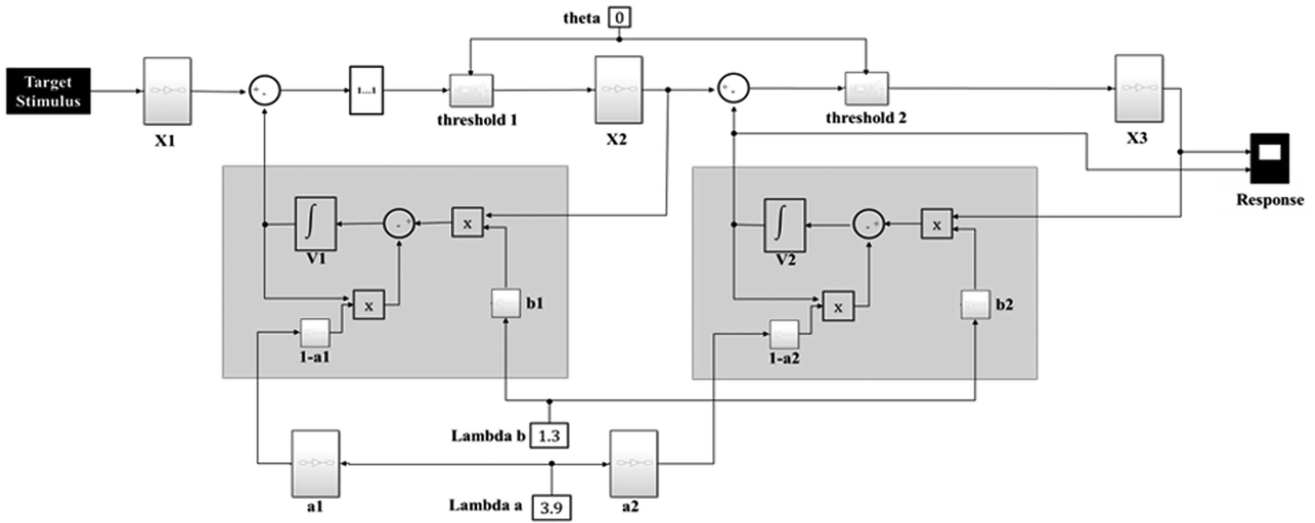 theta 0
Target
Stimulus
X1
+
-
1...1
threshold 1
X2
+
-
threshold 2
X3
Response
V1
-
+
x
x
1-a1
b1
V2
-
+
x
x
1-a2
b2
Lambda b 1.3
Lambda a 3.9
a1
a2